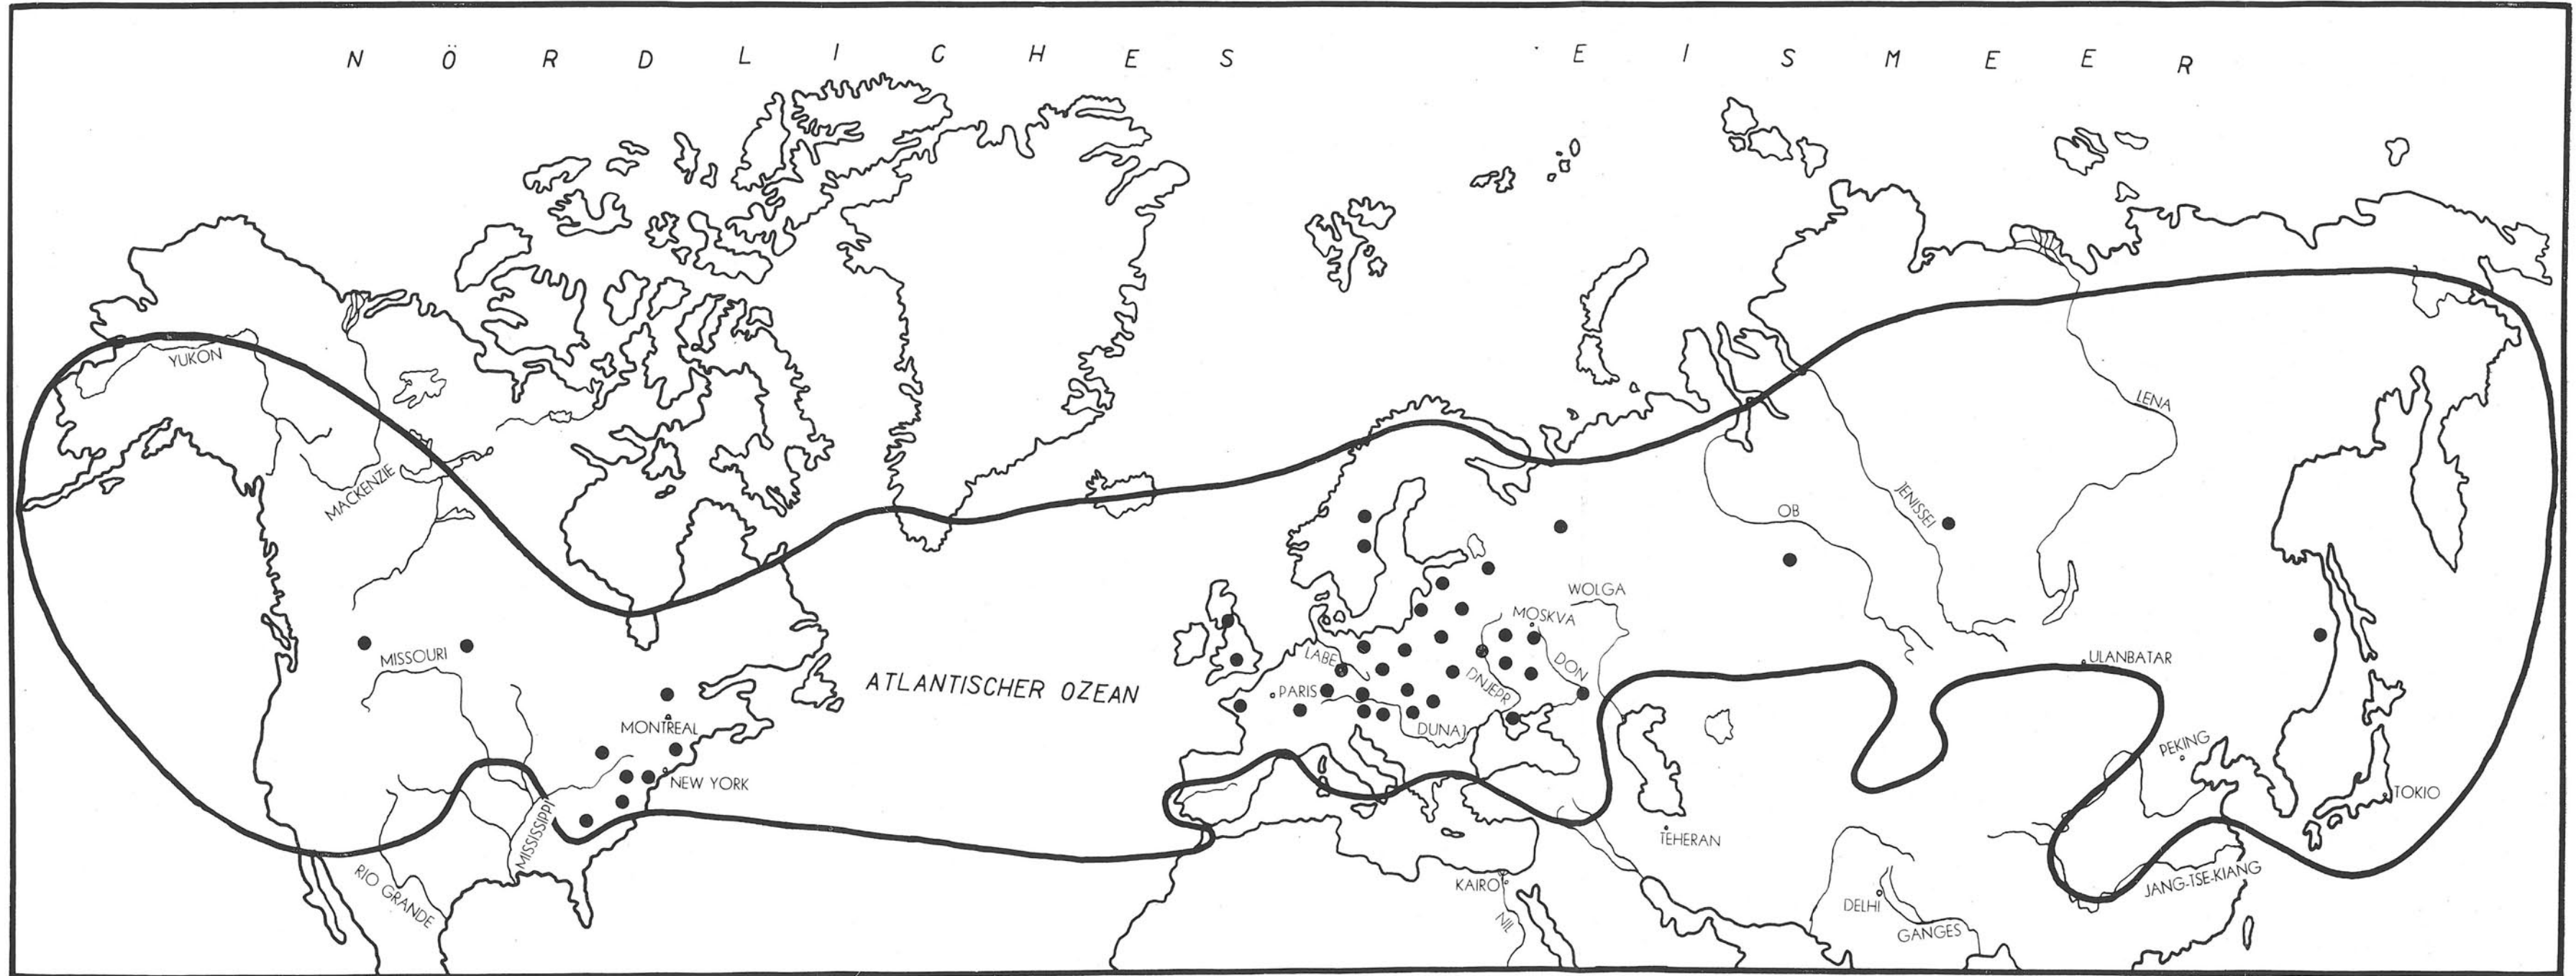 NÖRDLICHES EISMEER
YUKON
MACKENZIE
LENA
JENISSEI
OB
WOLGA
MOSKVA
MISSOURI
LABE
DON
DNJEPR
ULANBATAR
ATLANTISCHER OZEAN
PARIS
MONTREAL
DUNAJ
PEKING
NEW YORK
TOKIO
MISSISSIPPI
TEHERAN
RIO GRANDE
KAIRO
NIL
DELHI
GANGES
JANG-TSE-KIANG